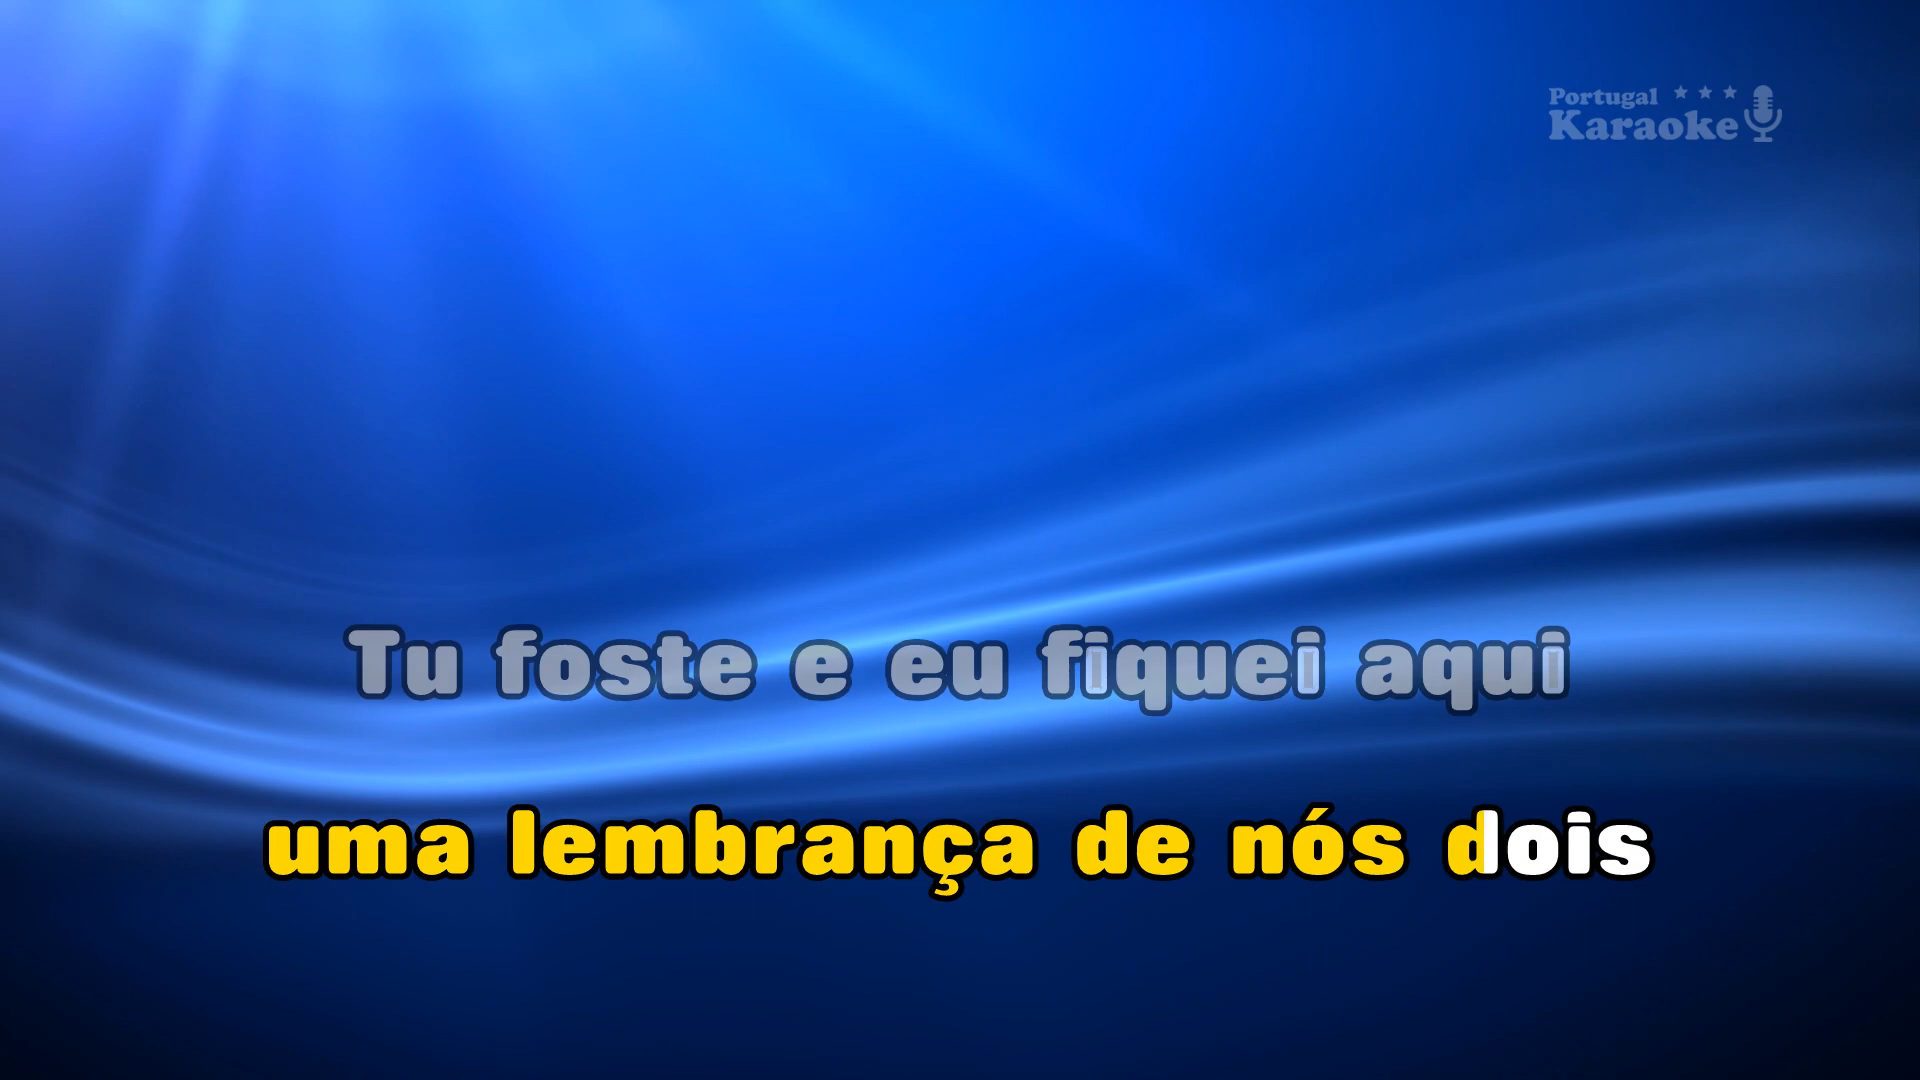 Portugal
Karaoke
Tu foste e eu fiquei aqui
uma lembrança de nós dois